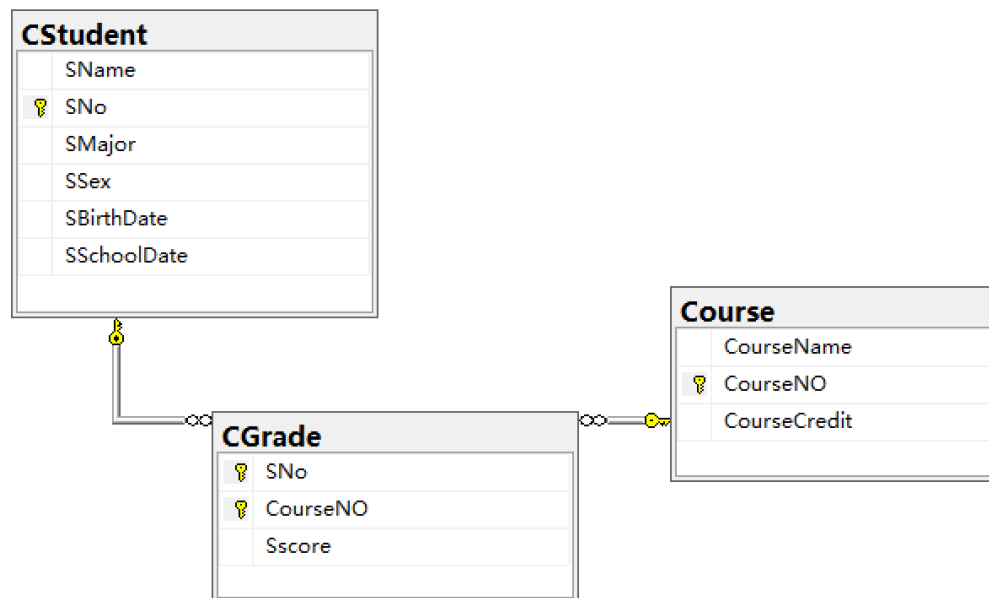 CStudent
SName
SNo
SMajor
SSex
SBirthDate
SSchoolDate
Course
CourseName
CourseNO
CourseCredit
CGrade
SNo
CourseNO
Sscore